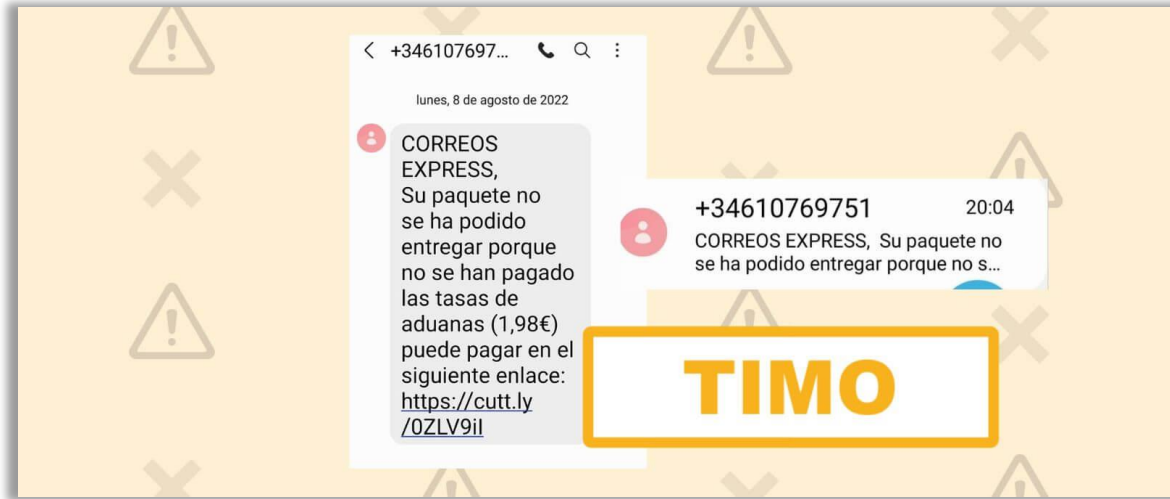 +346107697...
lunes, 8 de agosto de 2022
CORREOS
EXPRESS,
Su paquete no
se ha podido
entregar porque
no se han pagado
las tasas de
aduanas (1,98€)
puede pagar en el
siguiente enlace:
https://cutt.ly
/0ZLV9iI
+34610769751 20:04
CORREOS EXPRESS, Su paquete no
se ha podido entregar porque no s...
TIMO